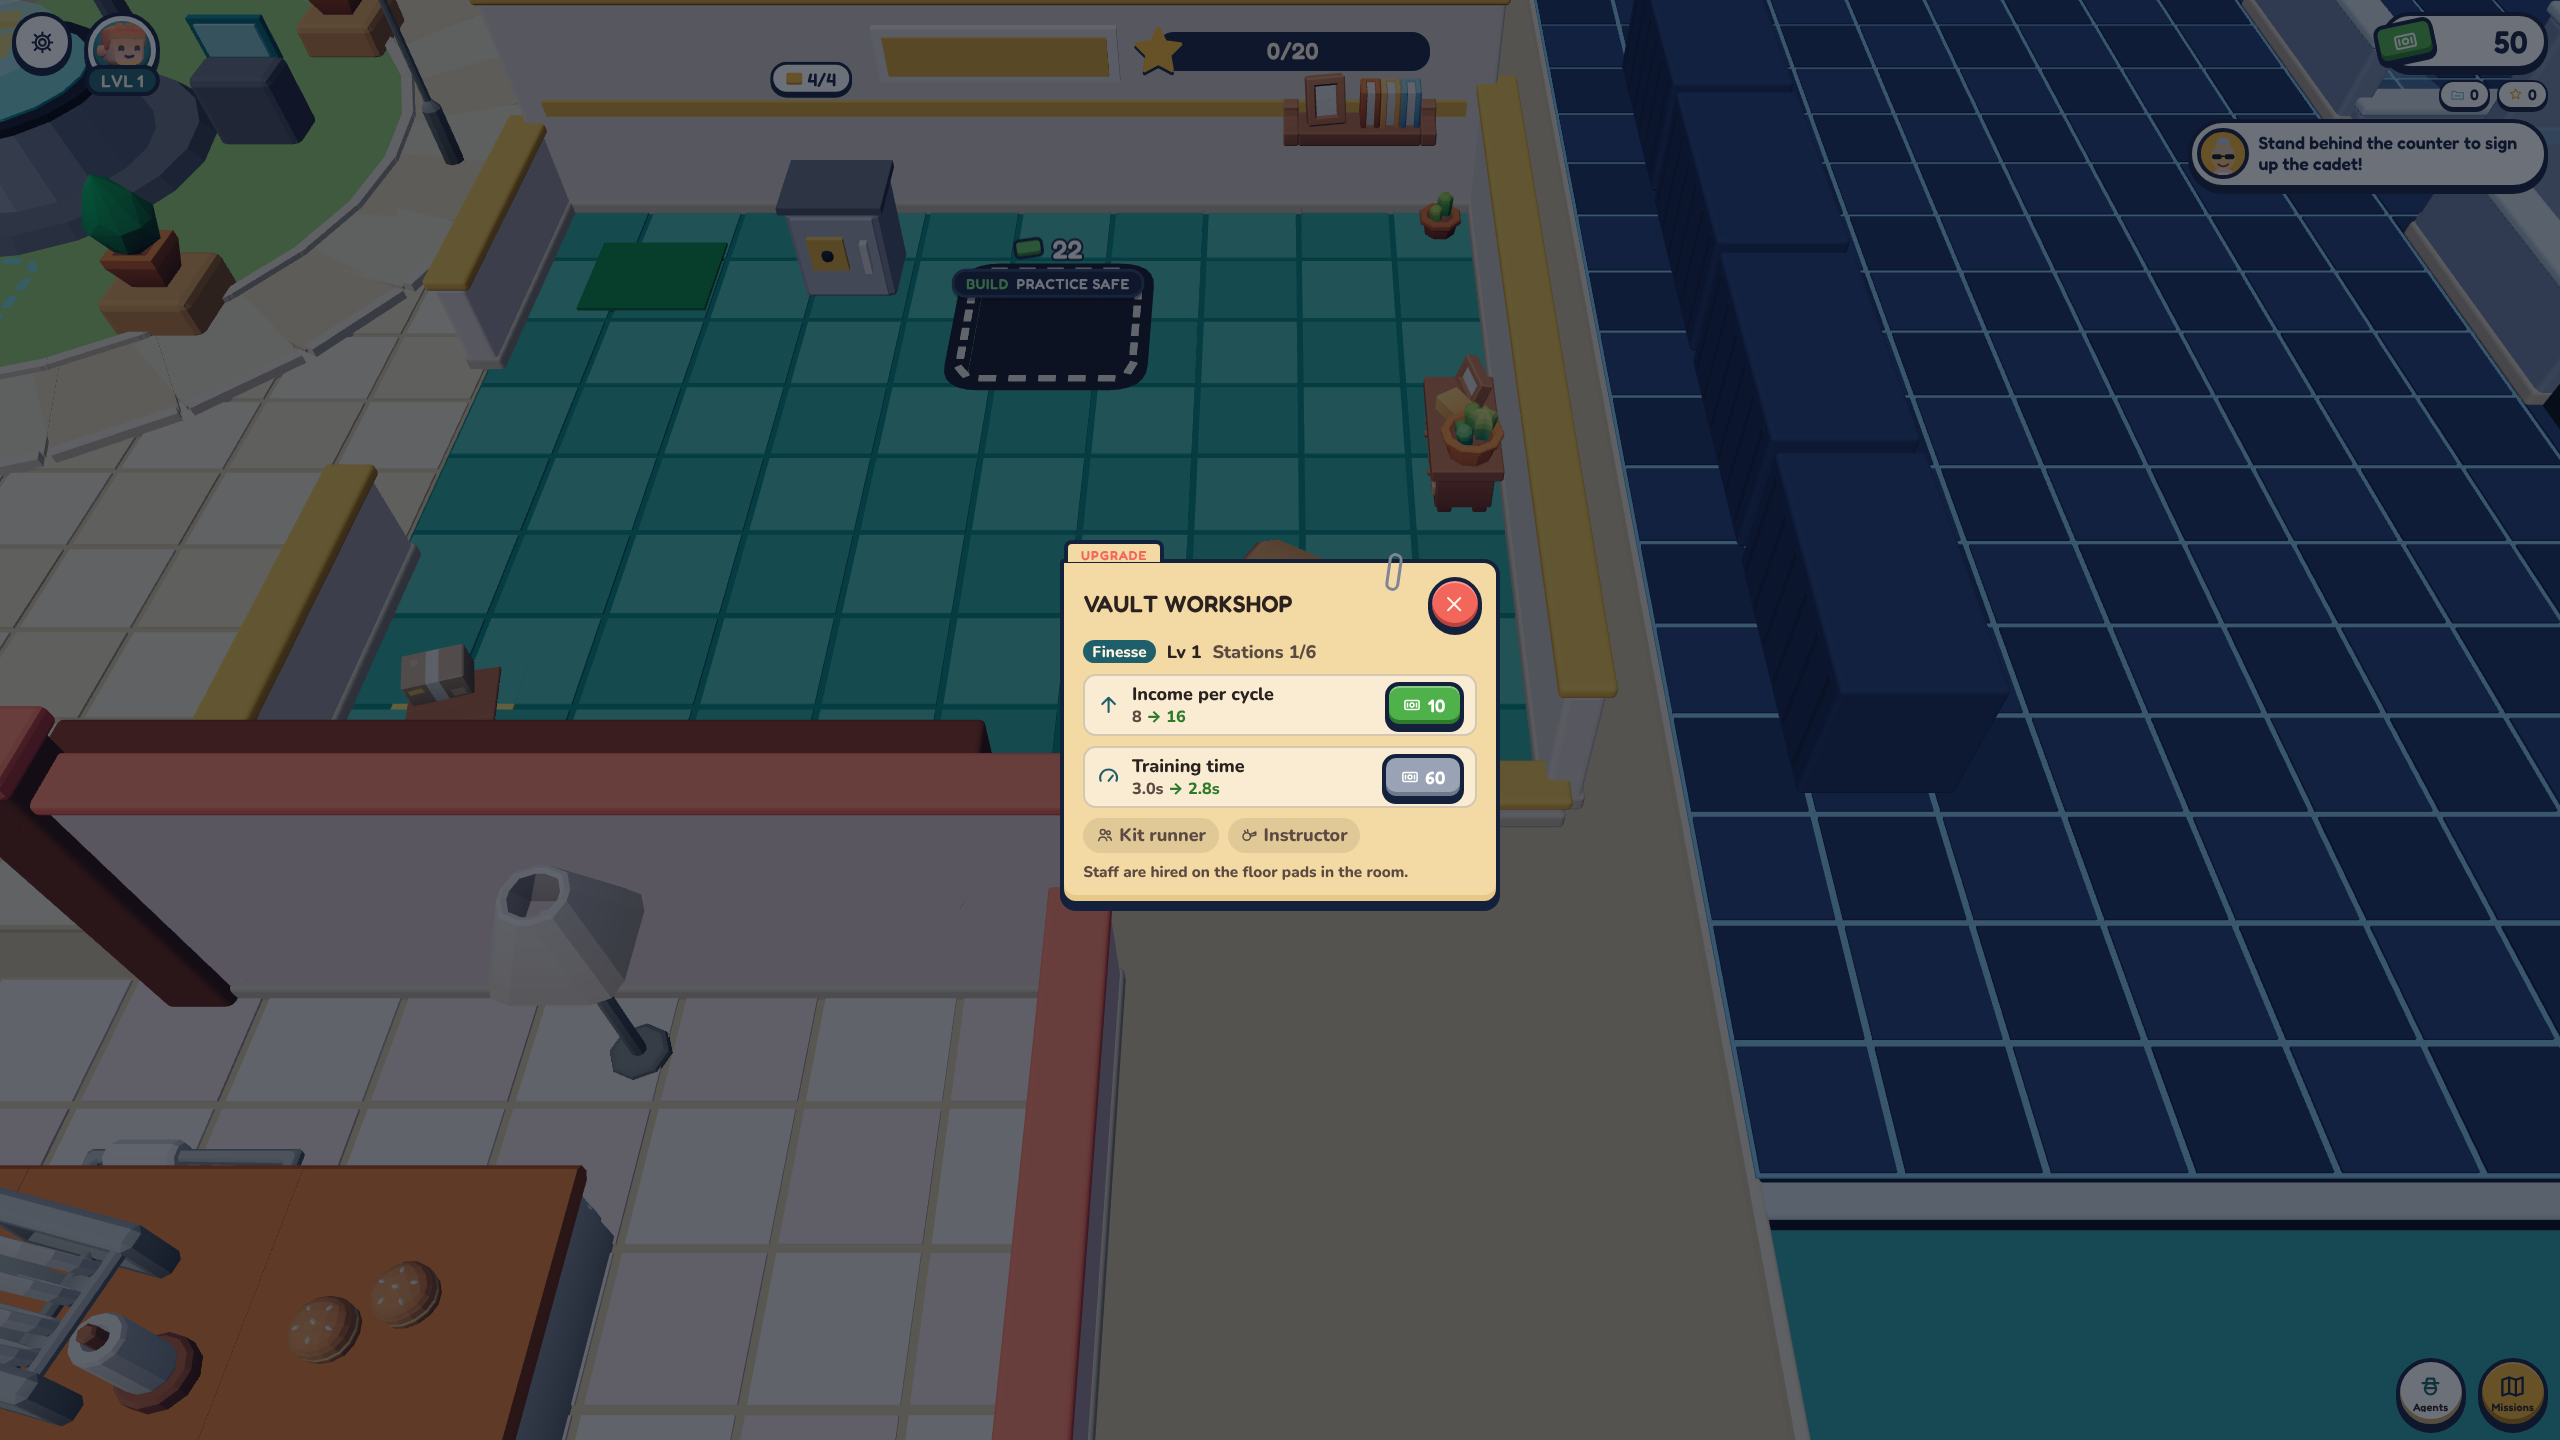 LVL 1
4/4
0/20
50
0
0
Stand behind the counter to sign
up the cadet!
22
BUILD PRACTICE SAFE
UPGRADE
VAULT WORKSHOP
Finesse Lv 1 Stations 1/6
Income per cycle
8 → 16
10
Training time
3.0s → 2.8s
60
Kit runner
Instructor
Staff are hired on the floor pads in the room.
Agents
Missions